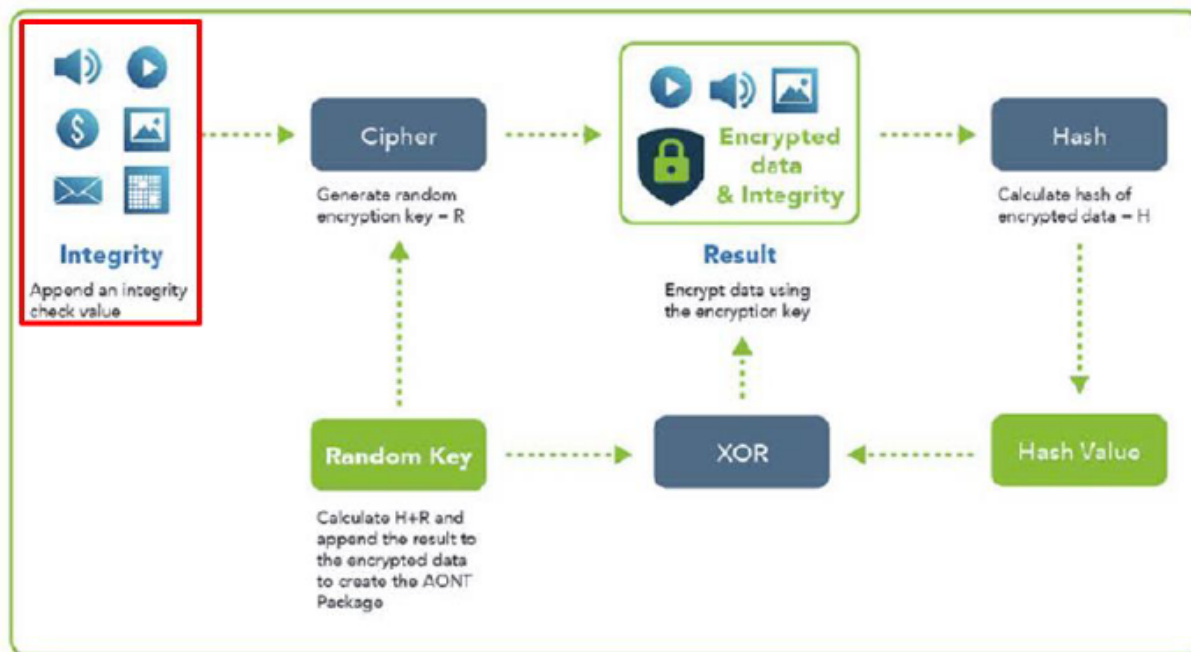 Cipher
Encrypted
data
& Integrity
Hash
Generate random
encryption key – R
Calculate hash of
encrypted data – H
Integrity
Append an integrity
check value
Result
Encrypt data using
the encryption key
Random Key
XOR
Hash Value
Calculate H+R and
append the result to
the encrypted data
to create the AONT
Package